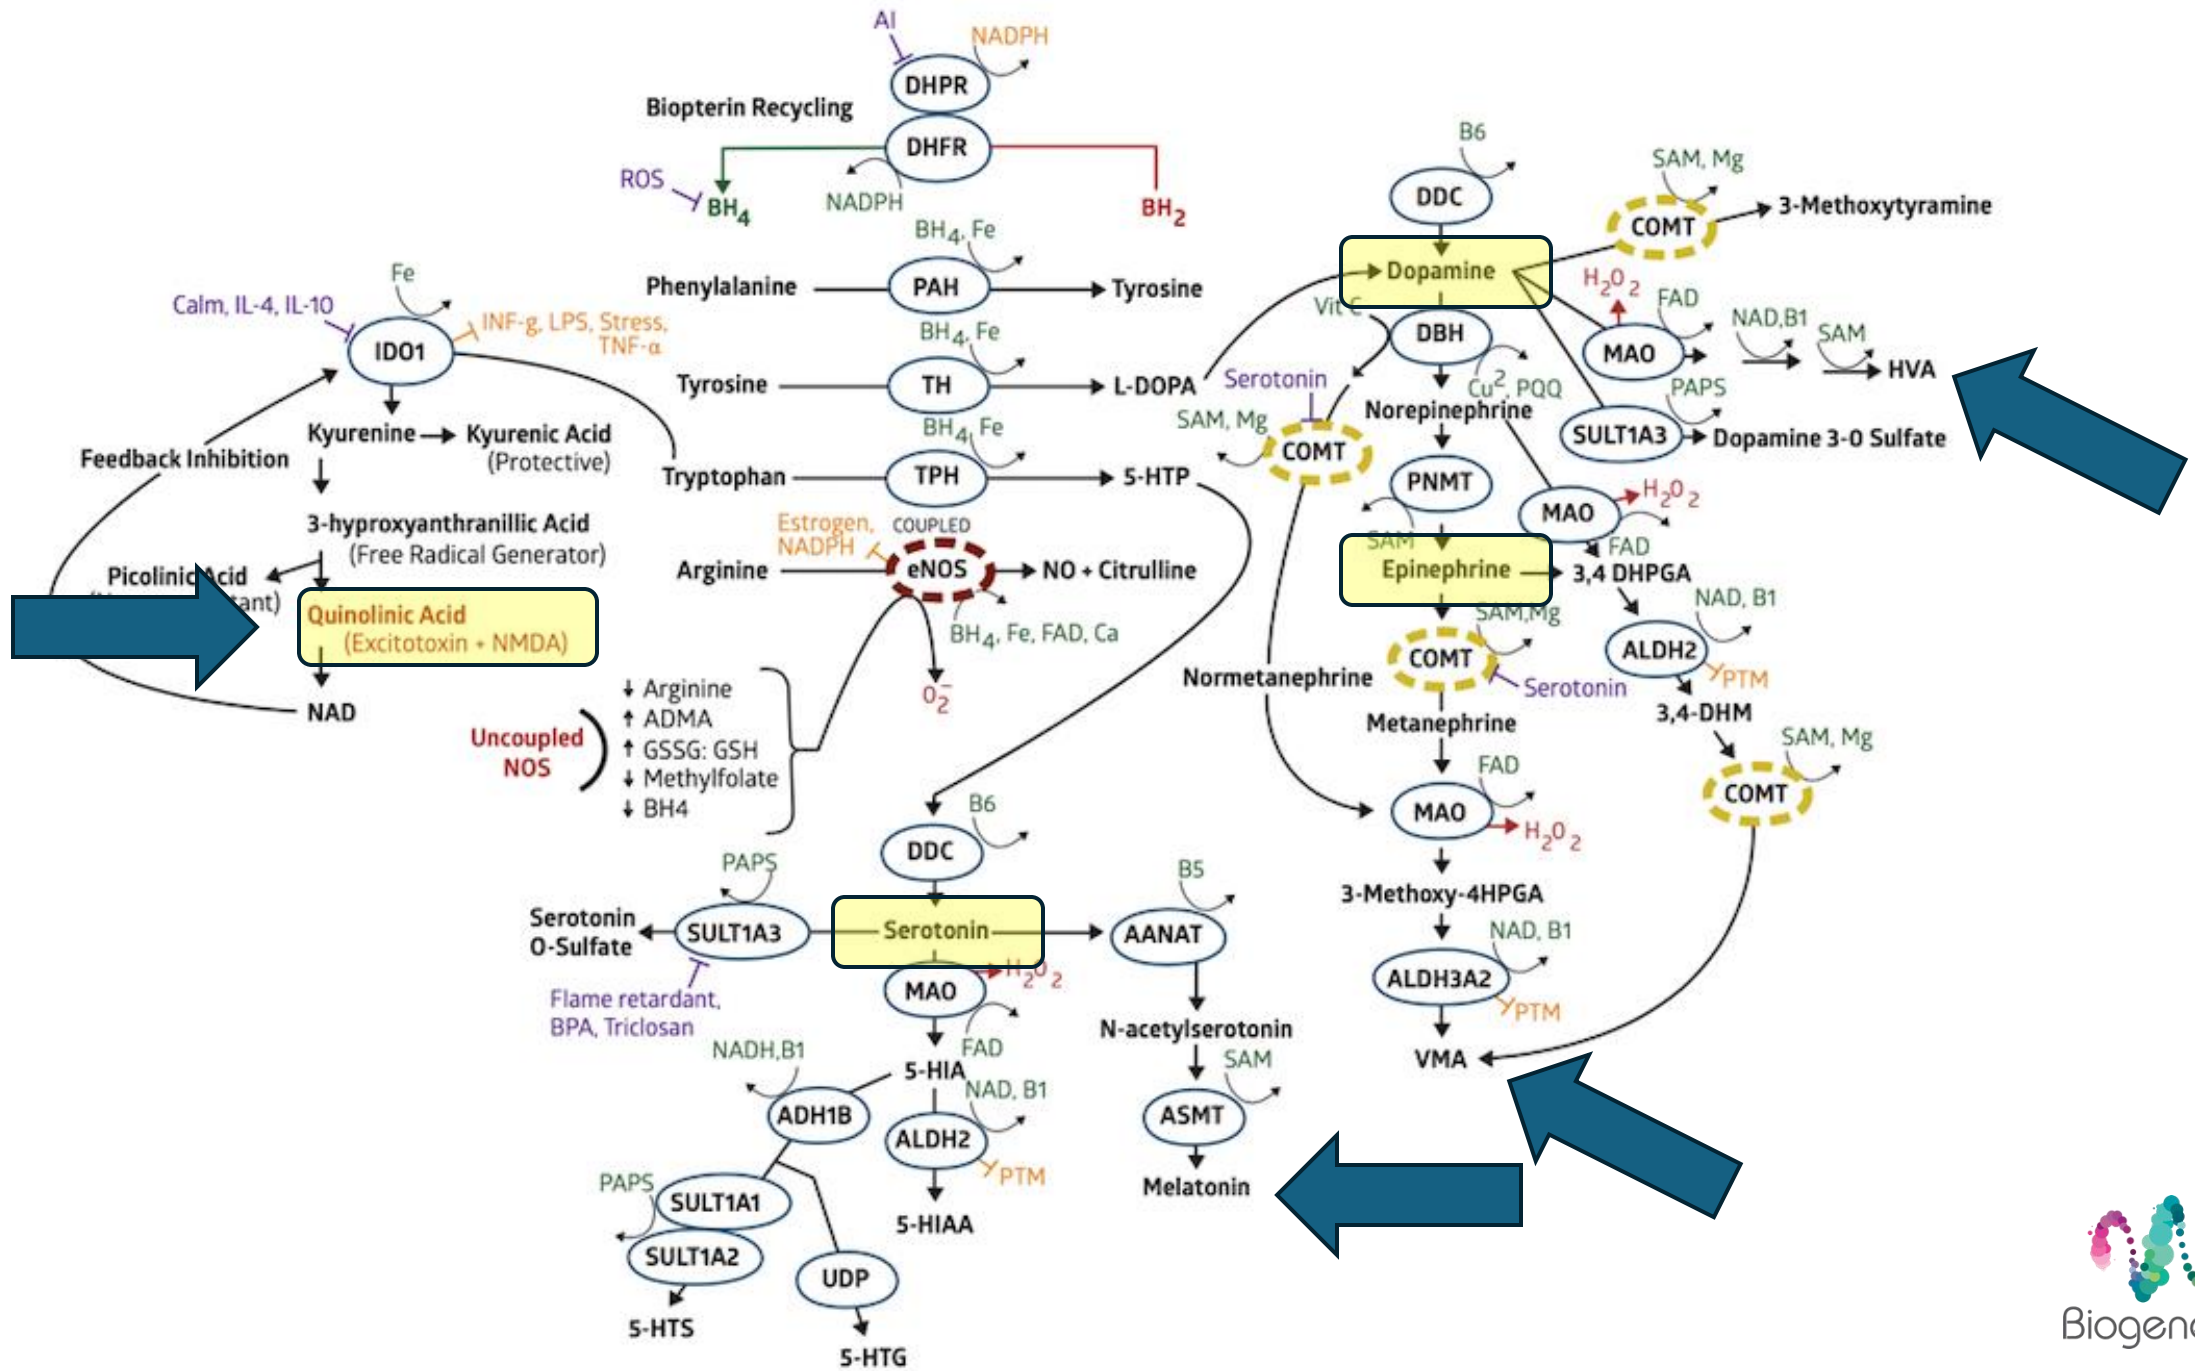 AI
NADPH
DHPR
Biopterin Recycling
DHFR
ROS
NADPH
BH4
BH2
BH4, Fe
Phenylalanine
PAH
Tyrosine
BH4, Fe
Tyrosine
TH
L-DOPA
BH4, Fe
Tryptophan
TPH
5-HTP
Estrogen,
NADPH
COUPLED
Arginine
eNOS
NO + Citrulline
BH4, Fe, FAD, Ca
O2-
Fe
Calm, IL-4, IL-10
INF-g, LPS, Stress,
TNF-α
IDO1
Kyurenine
Kyurenic Acid
(Protective)
Feedback Inhibition
3-hyproxyanthranillic Acid
(Free Radical Generator)
Picolinic Acid
tant)
Quinolinic Acid
(Excitotoxin + NMDA)
NAD
Uncoupled
NOS
↓ Arginine
↑ ADMA
↑ GSSG: GSH
↓ Methylfolate
↓ BH4
B6
DDC
PAPS
Serotonin
O-Sulfate
SULT1A3
Serotonin
B5
AANAT
Flame retardant,
BPA, Triclosan
MAO
H2O2
FAD
N-acetylserotonin
NADH,B1
5-HIA
NAD, B1
SAM
ADH1B
ALDH2
PTM
ASMT
Melatonin
PAPS
SULT1A1
SULT1A2
5-HIAA
UDP
5-HTS
5-HTG
B6
DDC
SAM, Mg
COMT
3-Methoxytyramine
Dopamine
Vit C
DBH
H2O2
FAD
MAO
NAD,B1
SAM
HVA
Serotonin
Cu2, PQQ
PAPS
Norepinephrine
SAM, Mg
COMT
SULT1A3
Dopamine 3-O Sulfate
PNMT
SAM
MAO
H2O2
FAD
Epinephrine
3,4 DHPGA
SAM,Mg
NAD, B1
COMT
ALDH2
PTM
Normetanephrine
Serotonin
Metanephrine
3,4-DHM
SAM, Mg
FAD
MAO
H2O2
COMT
3-Methoxy-4HPGA
NAD, B1
ALDH3A2
PTM
VMA